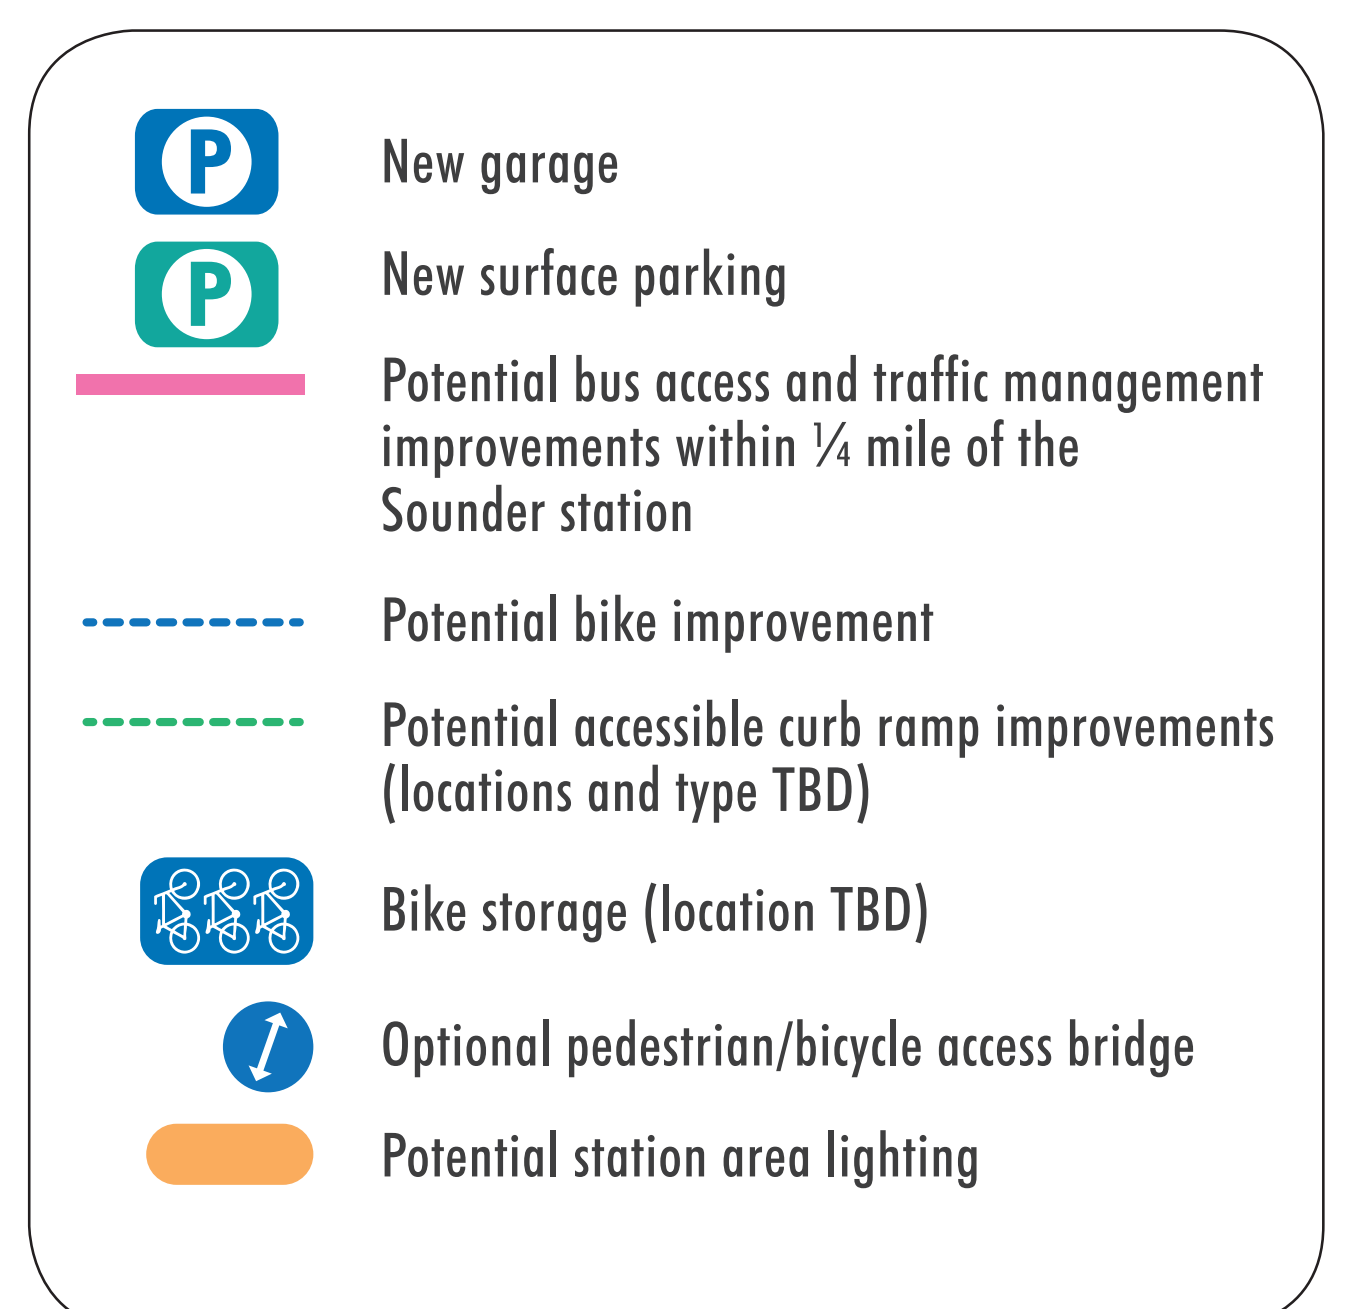 P
New garage
P
New surface parking
Potential bus access and traffic management
improvements within ¼ mile of the
Sounder station
Potential bike improvement
Potential accessible curb ramp improvements
(locations and type TBD)
Bike storage (location TBD)
Optional pedestrian/bicycle access bridge
Potential station area lighting